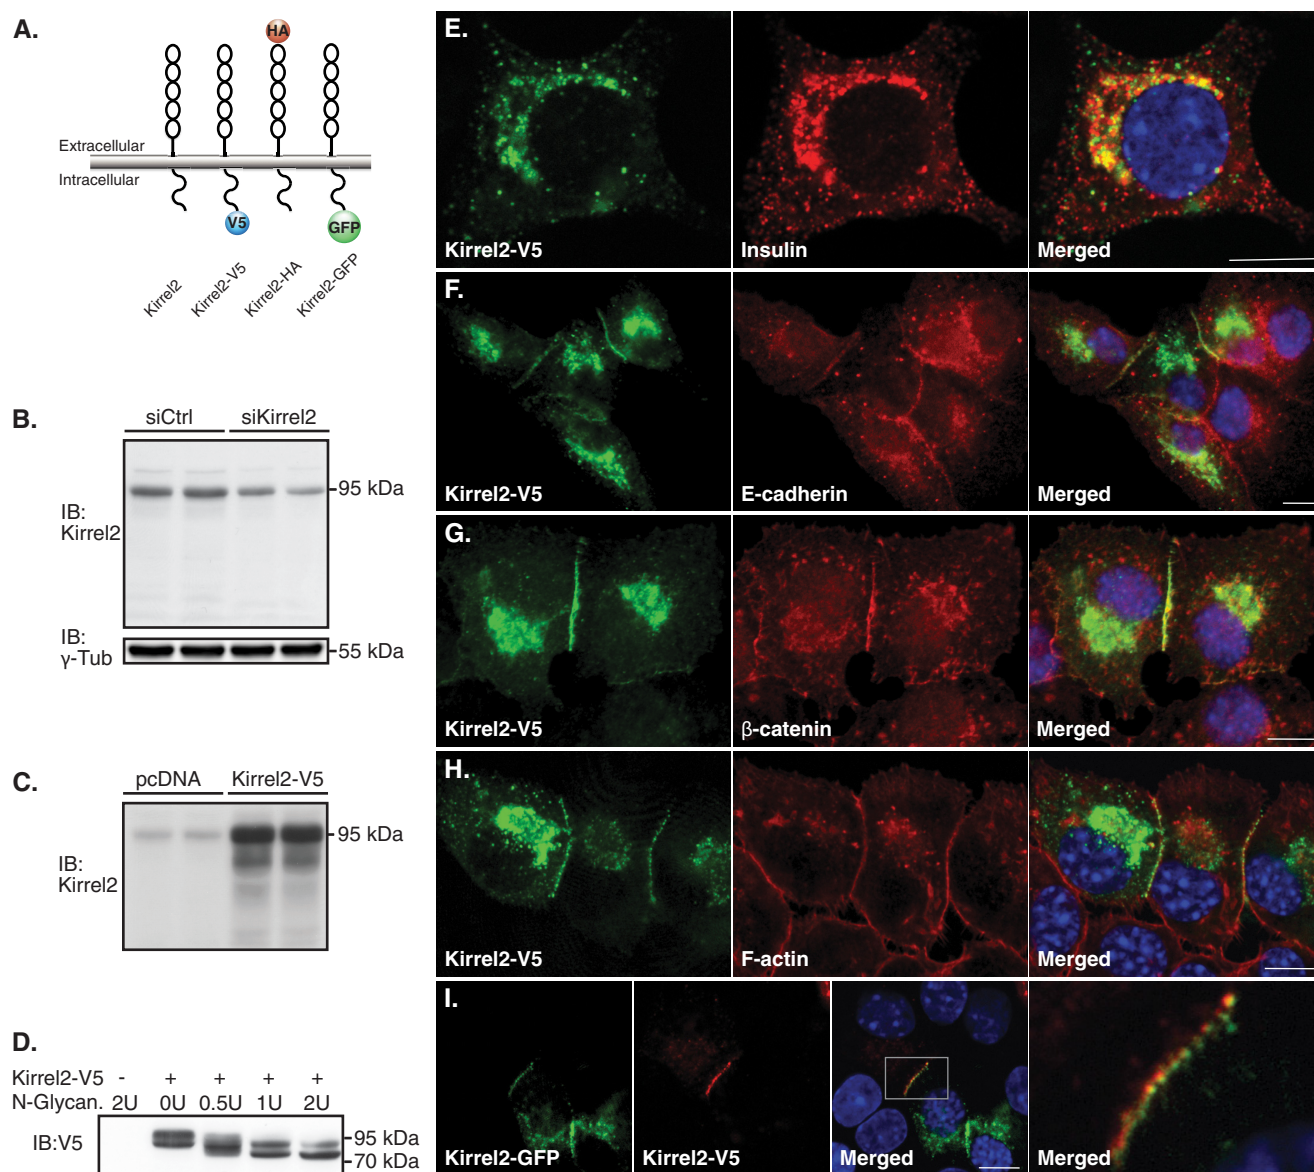 A.
HA
Extracellular
Intracellular
V5
GFP
Kirrel2
Kirrel2-V5
Kirrel2-HA
Kirrel2-GFP
B.
siCtrl siKirrel2
95 kDa
IB:
Kirrel2
IB:
γ-Tub
55 kDa
C.
pcDNA Kirrel2-V5
95 kDa
IB:
Kirrel2
D.
Kirrel2-V5 - + + + +
N-Glycan. 2U 0U 0.5U 1U 2U
IB:V5
95 kDa
70 kDa
E.
Kirrel2-V5 Insulin Merged
F.
Kirrel2-V5 E-cadherin Merged
G.
Kirrel2-V5 β-catenin Merged
H.
Kirrel2-V5 F-actin Merged
I.
Kirrel2-GFP Kirrel2-V5 Merged Merged